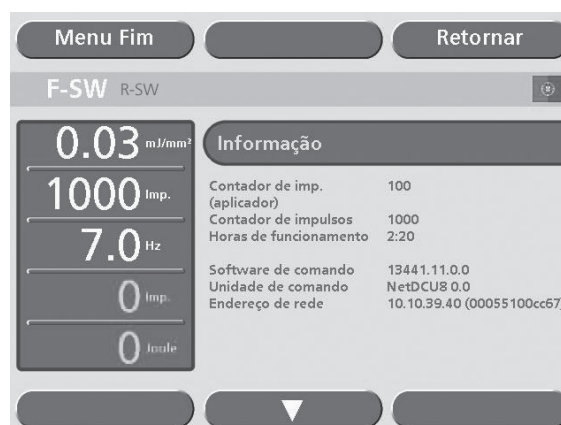 Menu Fim
Retornar
F-SW R-SW
0.03 mJ/mm²
1000 Imp.
7.0 Hz
0 Imp.
0 Joule
Informação
Contador de imp. 100
(aplicador)
Contador de impulsos 1000
Horas de funcionamento 2:20
Software de comando 13441.11.0.0
Unidade de comando NetDCU8 0.0
Endereço de rede 10.10.39.40 (00055100cc67)